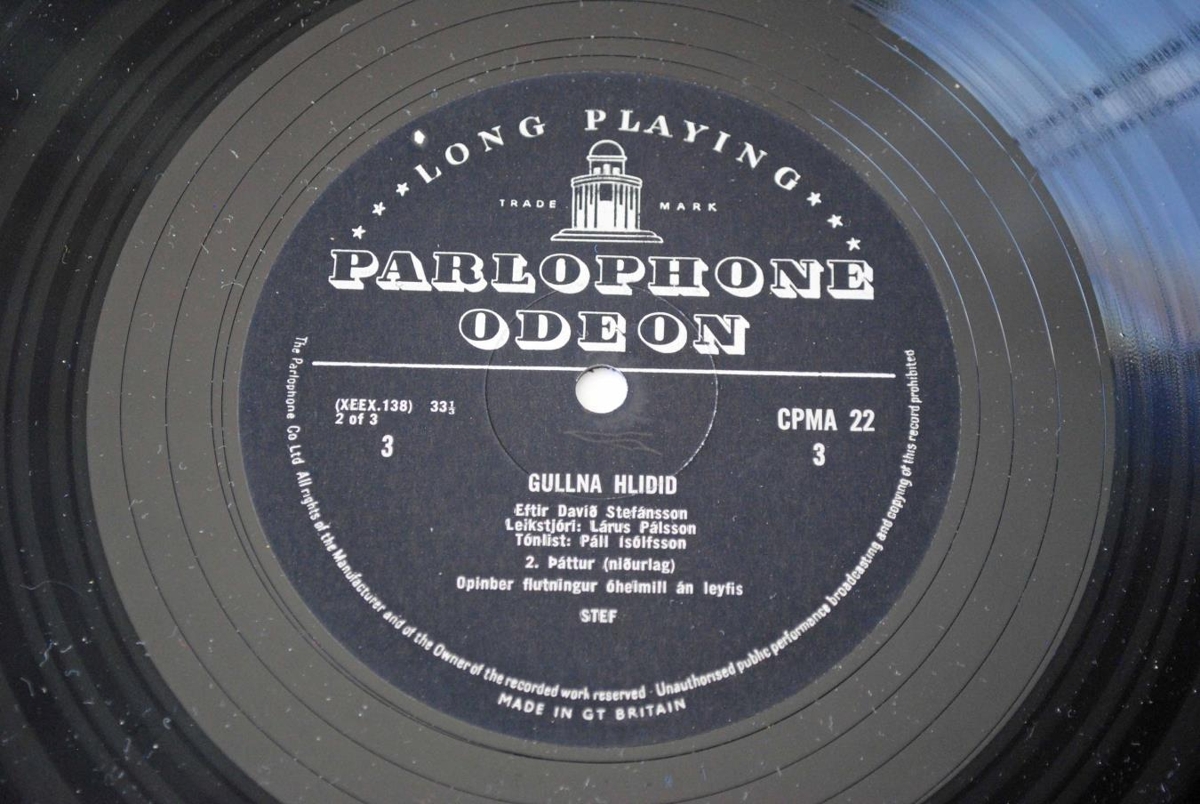 ★ ★ ★ LONG PLAYING ★ ★ ★
TRADE MARK
PARLOPHONE
ODEON
(XEEX.138) 33⅓
2 of 3
3
CPMA 22
3
GULLNA HLIDID
Eftir Davið Stefánsson
Leikstjóri: Lárus Pálsson
Tónlist: Páll Ísólfsson
2. Þáttur (niðurlag)
Opinber flutningur óheimill án leyfis
STEF
The Parlophone Co Ltd All rights of the Manufacturer and of the Owner of the recorded work reserved · Unauthorised public performance broadcasting and copying of this record prohibited
MADE IN GT BRITAIN